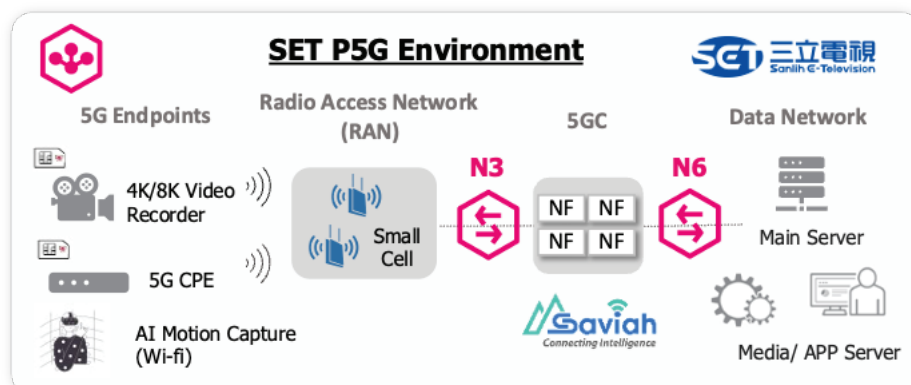 SET P5G Environment
SET 三立電視
Sanlih E-Television
5G Endpoints
Radio Access Network
(RAN)
5GC
Data Network
4K/8K Video
Recorder
5G CPE
AI Motion Capture
(Wi-fi)
Small
Cell
N3
NF NF
NF NF
N6
Saviah
Connecting Intelligence
Main Server
Media/ APP Server